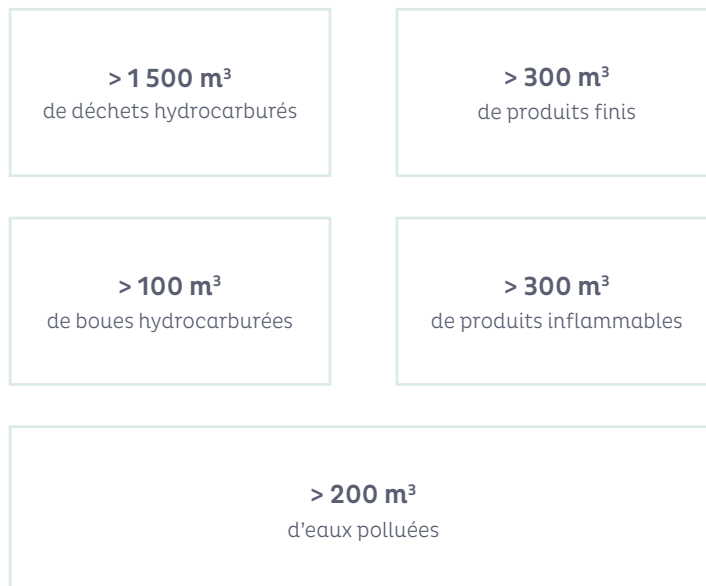 > 1 500 m³
de déchets hydrocarburés
> 300 m³
de produits finis
> 100 m³
de boues hydrocarburées
> 300 m³
de produits inflammables
> 200 m³
d'eaux polluées